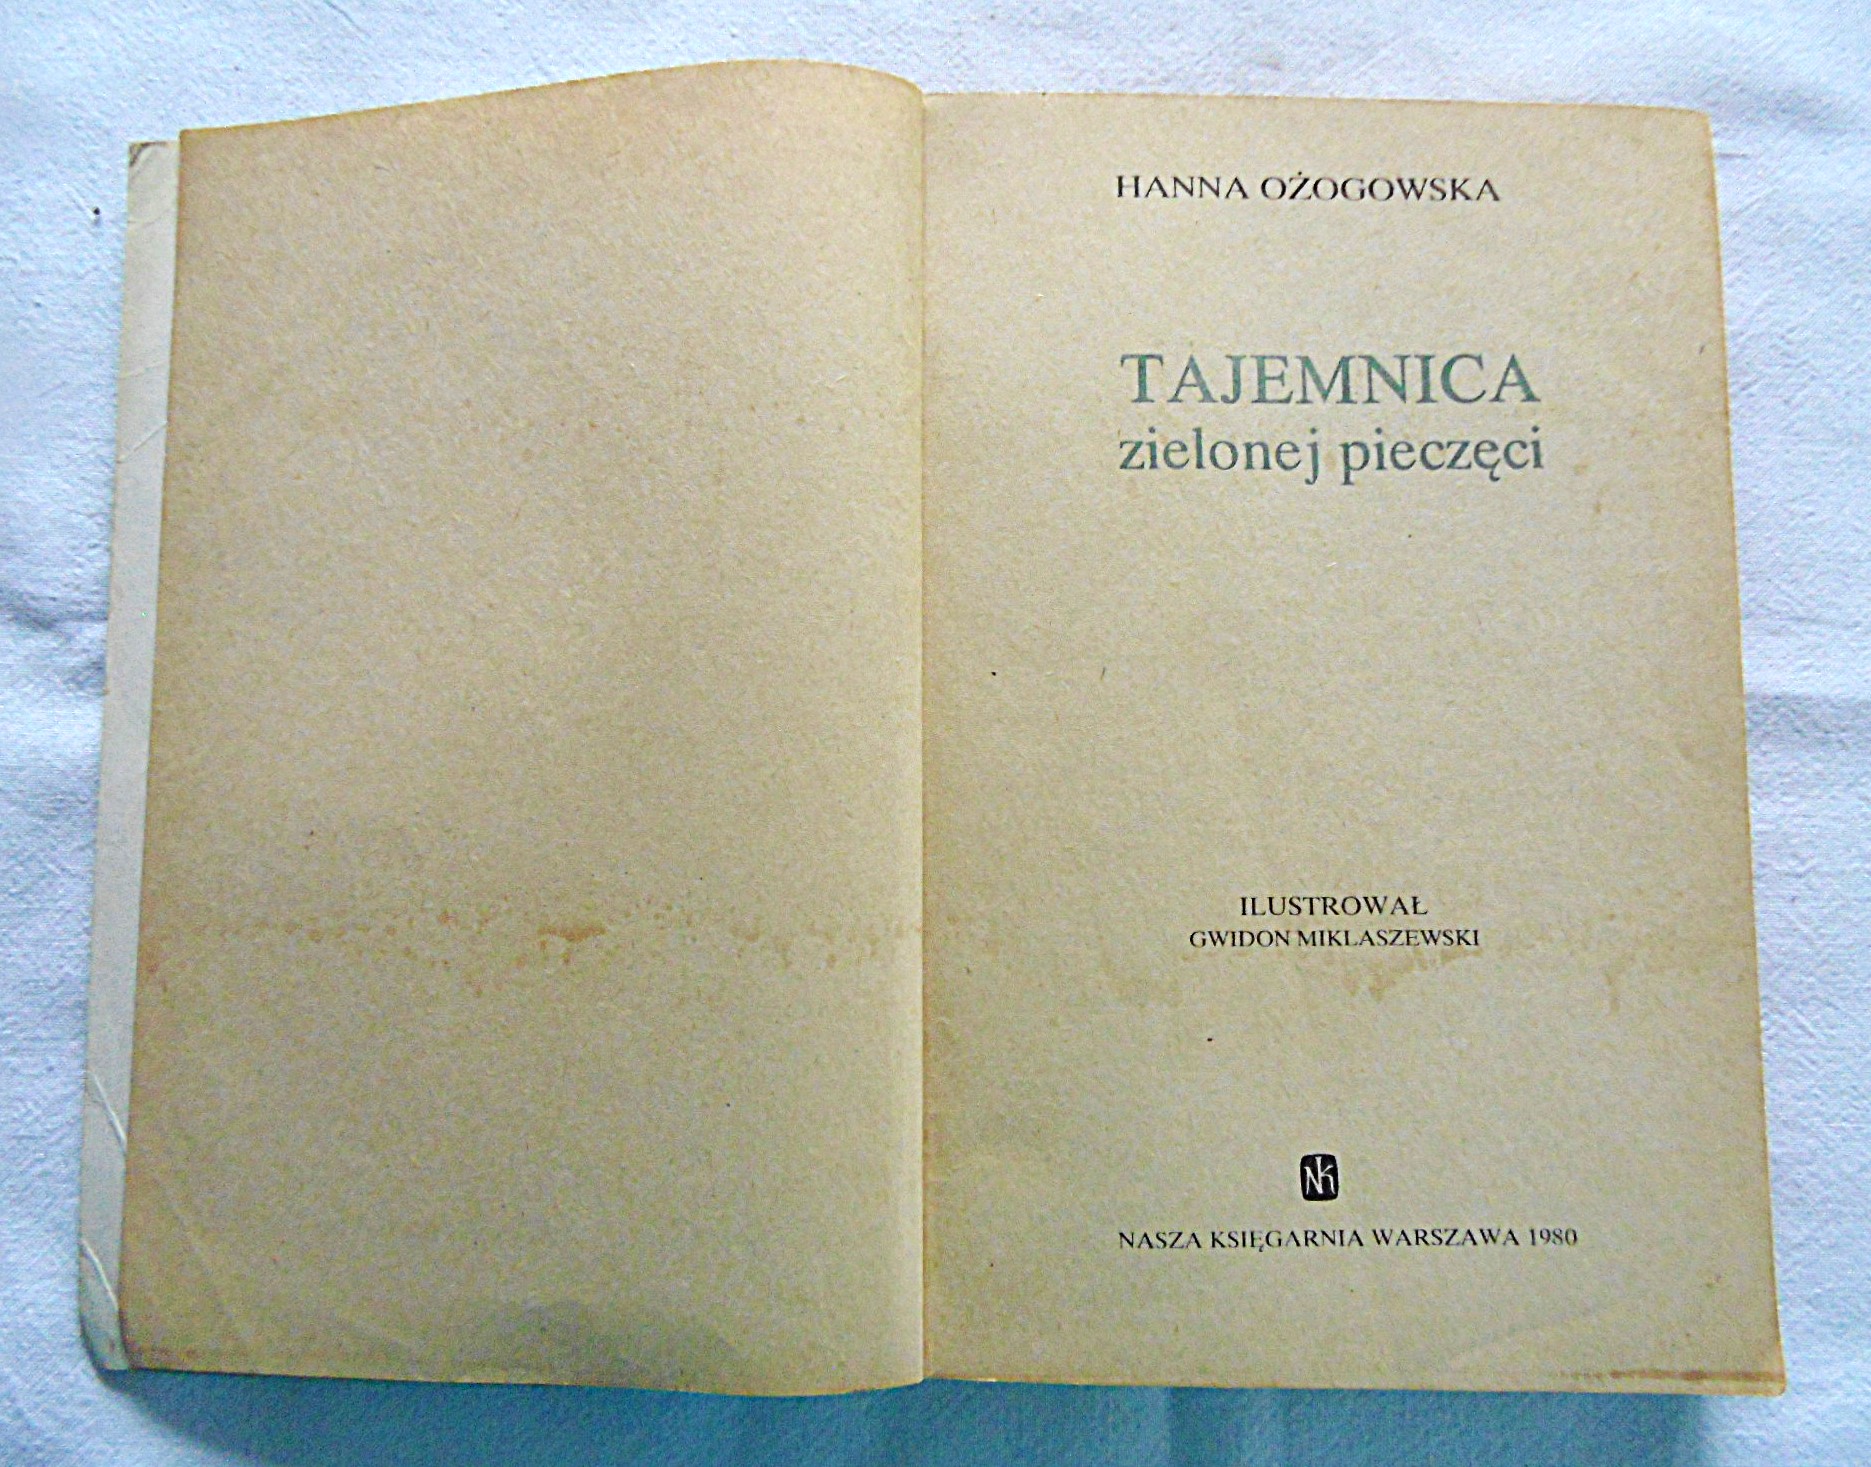 HANNA OŻOGOWSKA
TAJEMNICA
zielonej pieczęci
ILUSTROWAŁ
GWIDON MIKLASZEWSKI
NK
NASZA KSIĘGARNIA WARSZAWA 1980